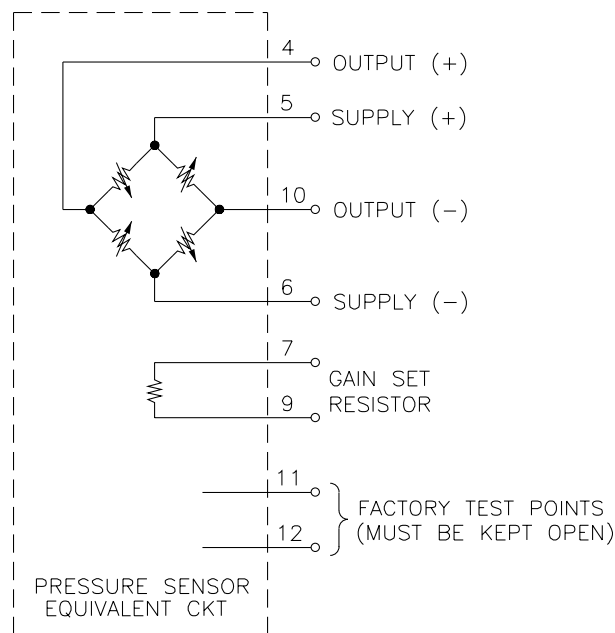 4
OUTPUT (+)
5
SUPPLY (+)
10
OUTPUT (−)
6
SUPPLY (−)
7
GAIN SET
RESISTOR
9
11
FACTORY TEST POINTS
(MUST BE KEPT OPEN)
12
PRESSURE SENSOR
EQUIVALENT CKT